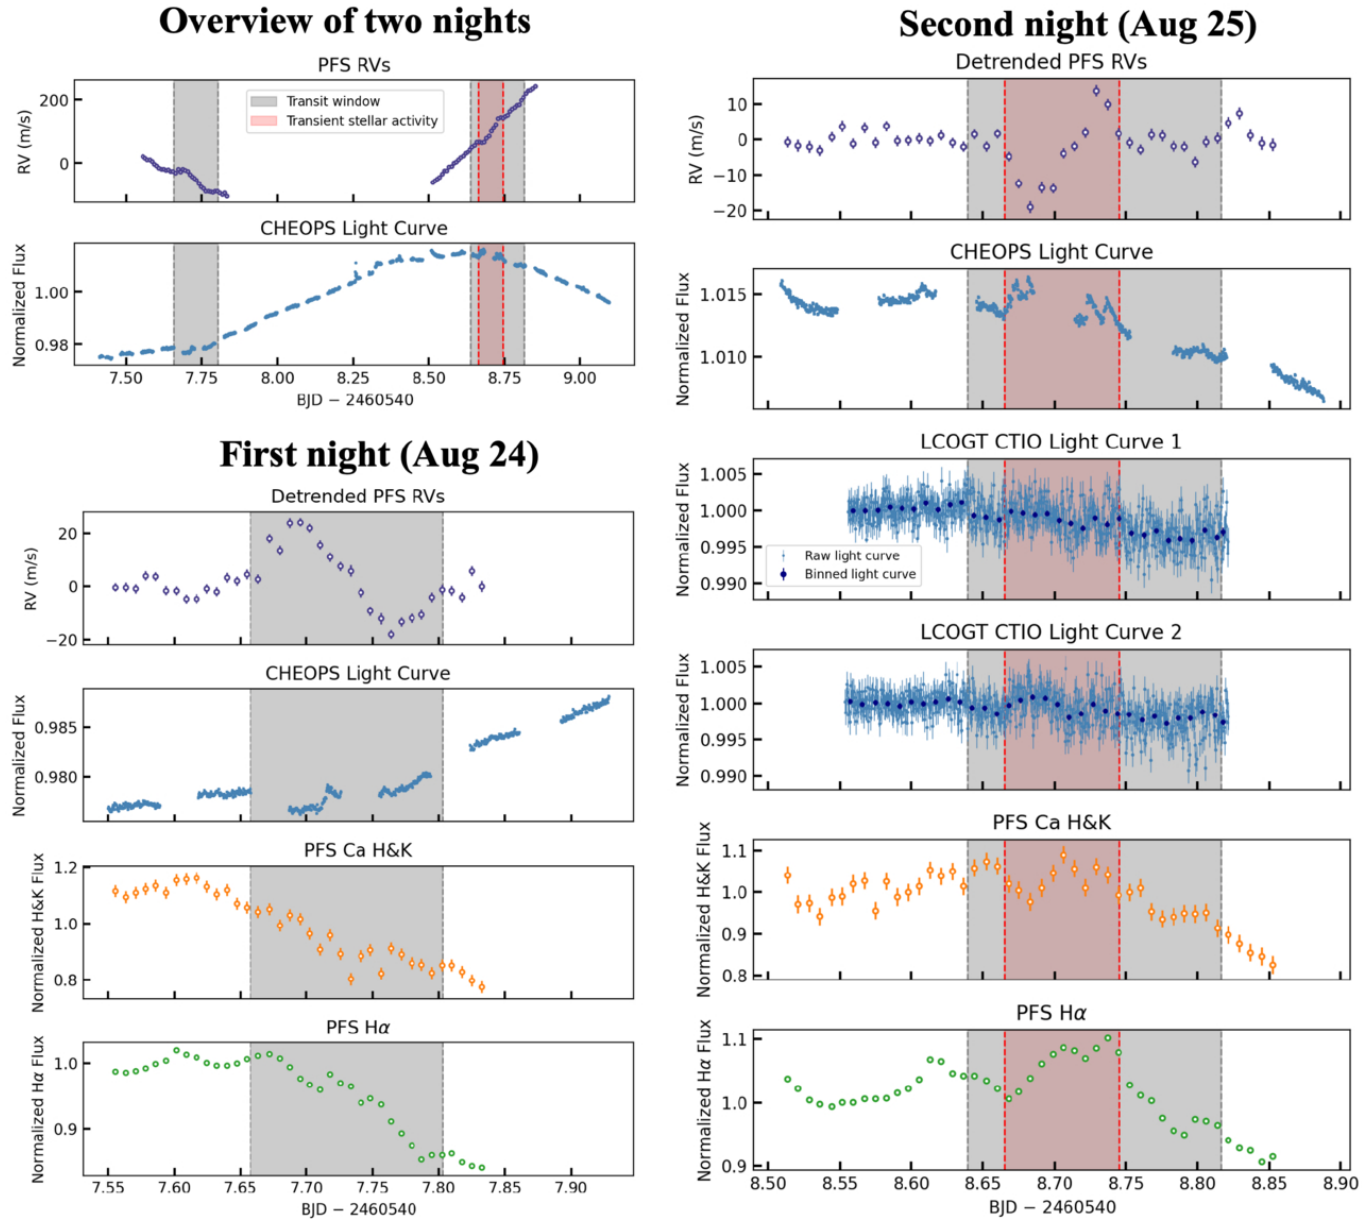 Overview of two nights
PFS RVs
RV (m/s)
200
0
Transit window
Transient stellar activity
CHEOPS Light Curve
Normalized Flux
1.00
0.98
7.50 7.75 8.00 8.25 8.50 8.75 9.00
BJD − 2460540
First night (Aug 24)
Detrended PFS RVs
RV (m/s)
20
0
−20
CHEOPS Light Curve
Normalized Flux
0.985
0.980
PFS Ca H&K
Normalized H&K Flux
1.2
1.0
0.8
PFS Hα
Normalized Hα Flux
1.0
0.9
7.55 7.60 7.65 7.70 7.75 7.80 7.85 7.90
BJD − 2460540
Second night (Aug 25)
Detrended PFS RVs
RV (m/s)
10
0
−10
−20
CHEOPS Light Curve
Normalized Flux
1.015
1.010
LCOGT CTIO Light Curve 1
Normalized Flux
1.005
1.000
0.995
0.990
Raw light curve
Binned light curve
LCOGT CTIO Light Curve 2
Normalized Flux
1.005
1.000
0.995
0.990
PFS Ca H&K
Normalized H&K Flux
1.1
1.0
0.9
0.8
PFS Hα
Normalized Hα Flux
1.1
1.0
0.9
8.50 8.55 8.60 8.65 8.70 8.75 8.80 8.85 8.90
BJD − 2460540